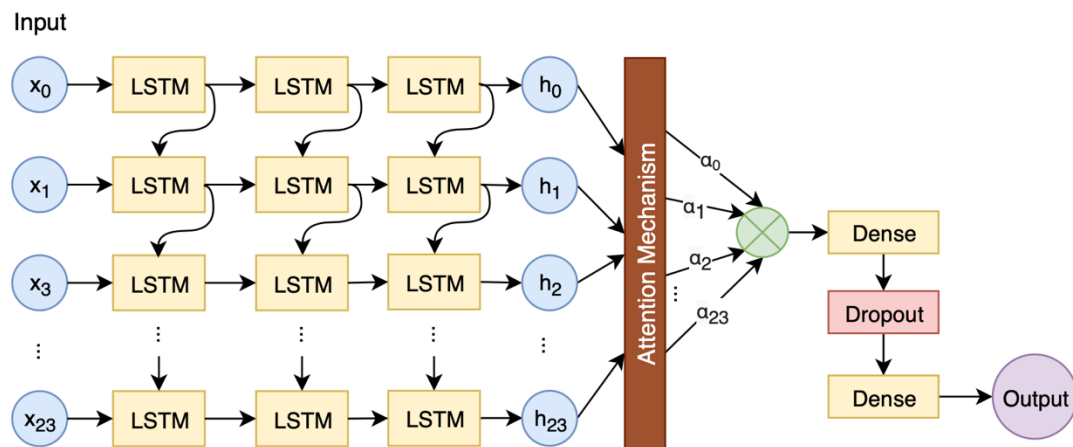 Input
x0 LSTM LSTM LSTM h0
x1 LSTM LSTM LSTM h1
x3 LSTM LSTM LSTM h2
⋮ ⋮ ⋮
... ...
x23 LSTM LSTM LSTM h23
Attention Mechanism
α0
α1
α2
...
α23
Dense
Dropout
Dense
Output